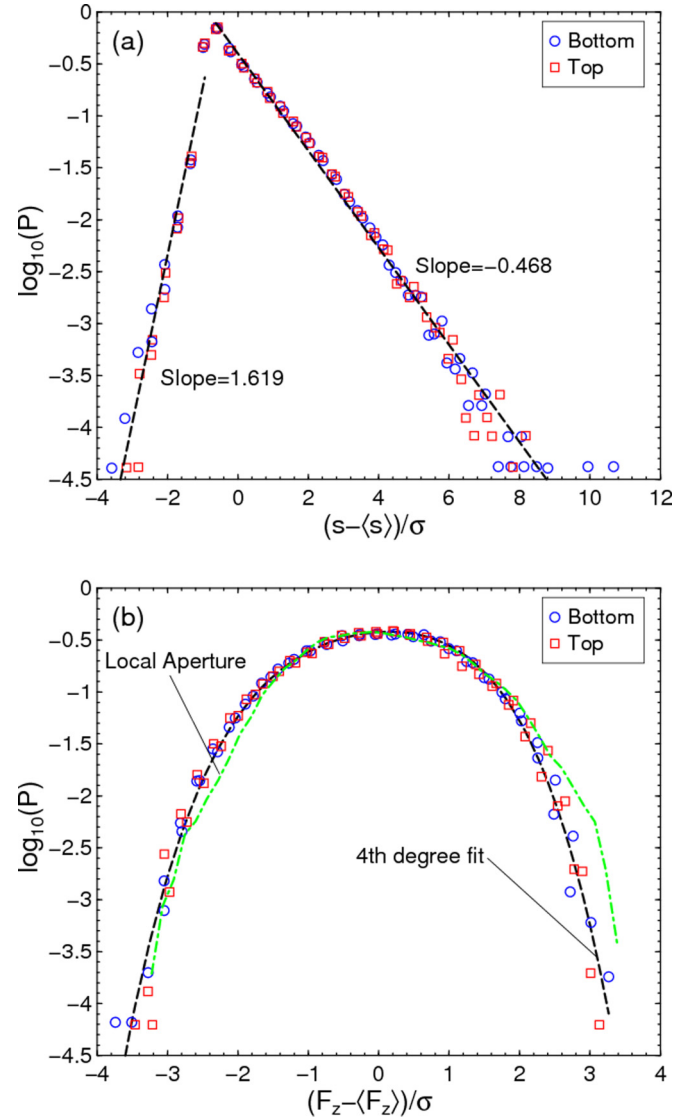 (a)
Bottom
Top
0
−0.5
−1
−1.5
−2
−2.5
−3
−3.5
−4
−4.5
log10(P)
Slope=−0.468
Slope=1.619
−4 −2 0 2 4 6 8 10 12
(s−⟨s⟩)/σ
(b)
Bottom
Top
0
−0.5
−1
−1.5
−2
−2.5
−3
−3.5
−4
−4.5
log10(P)
Local Aperture
4th degree fit
−4 −3 −2 −1 0 1 2 3 4
(Fz−⟨Fz⟩)/σ